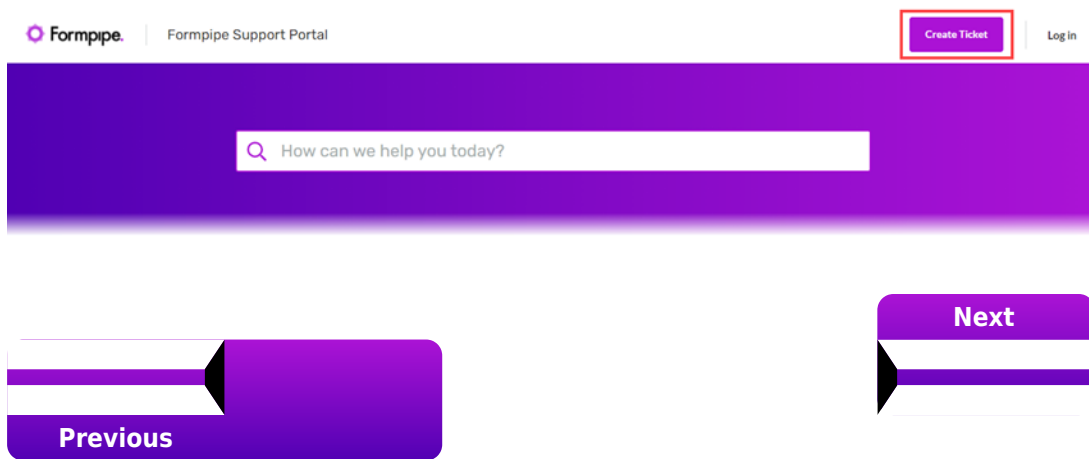 Formpipe. Formpipe Support Portal Create Ticket Log in
How can we help you today?
Next
Previous